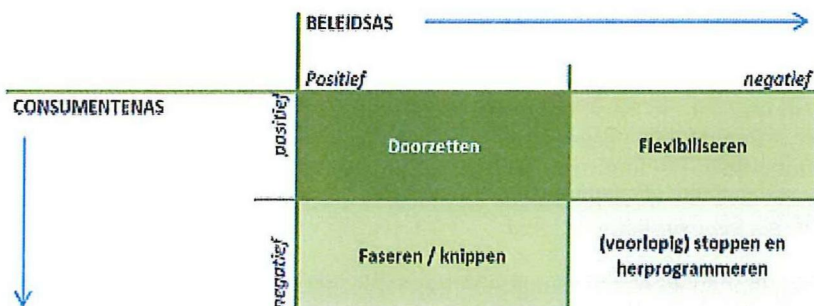 BELEIDSAS
Positief negatief
CONSUMENTENAS
positief
Doorzetten Flexibiliseren
negatief
Faseren / knippen (voorlopig) stoppen en
herprogrammeren